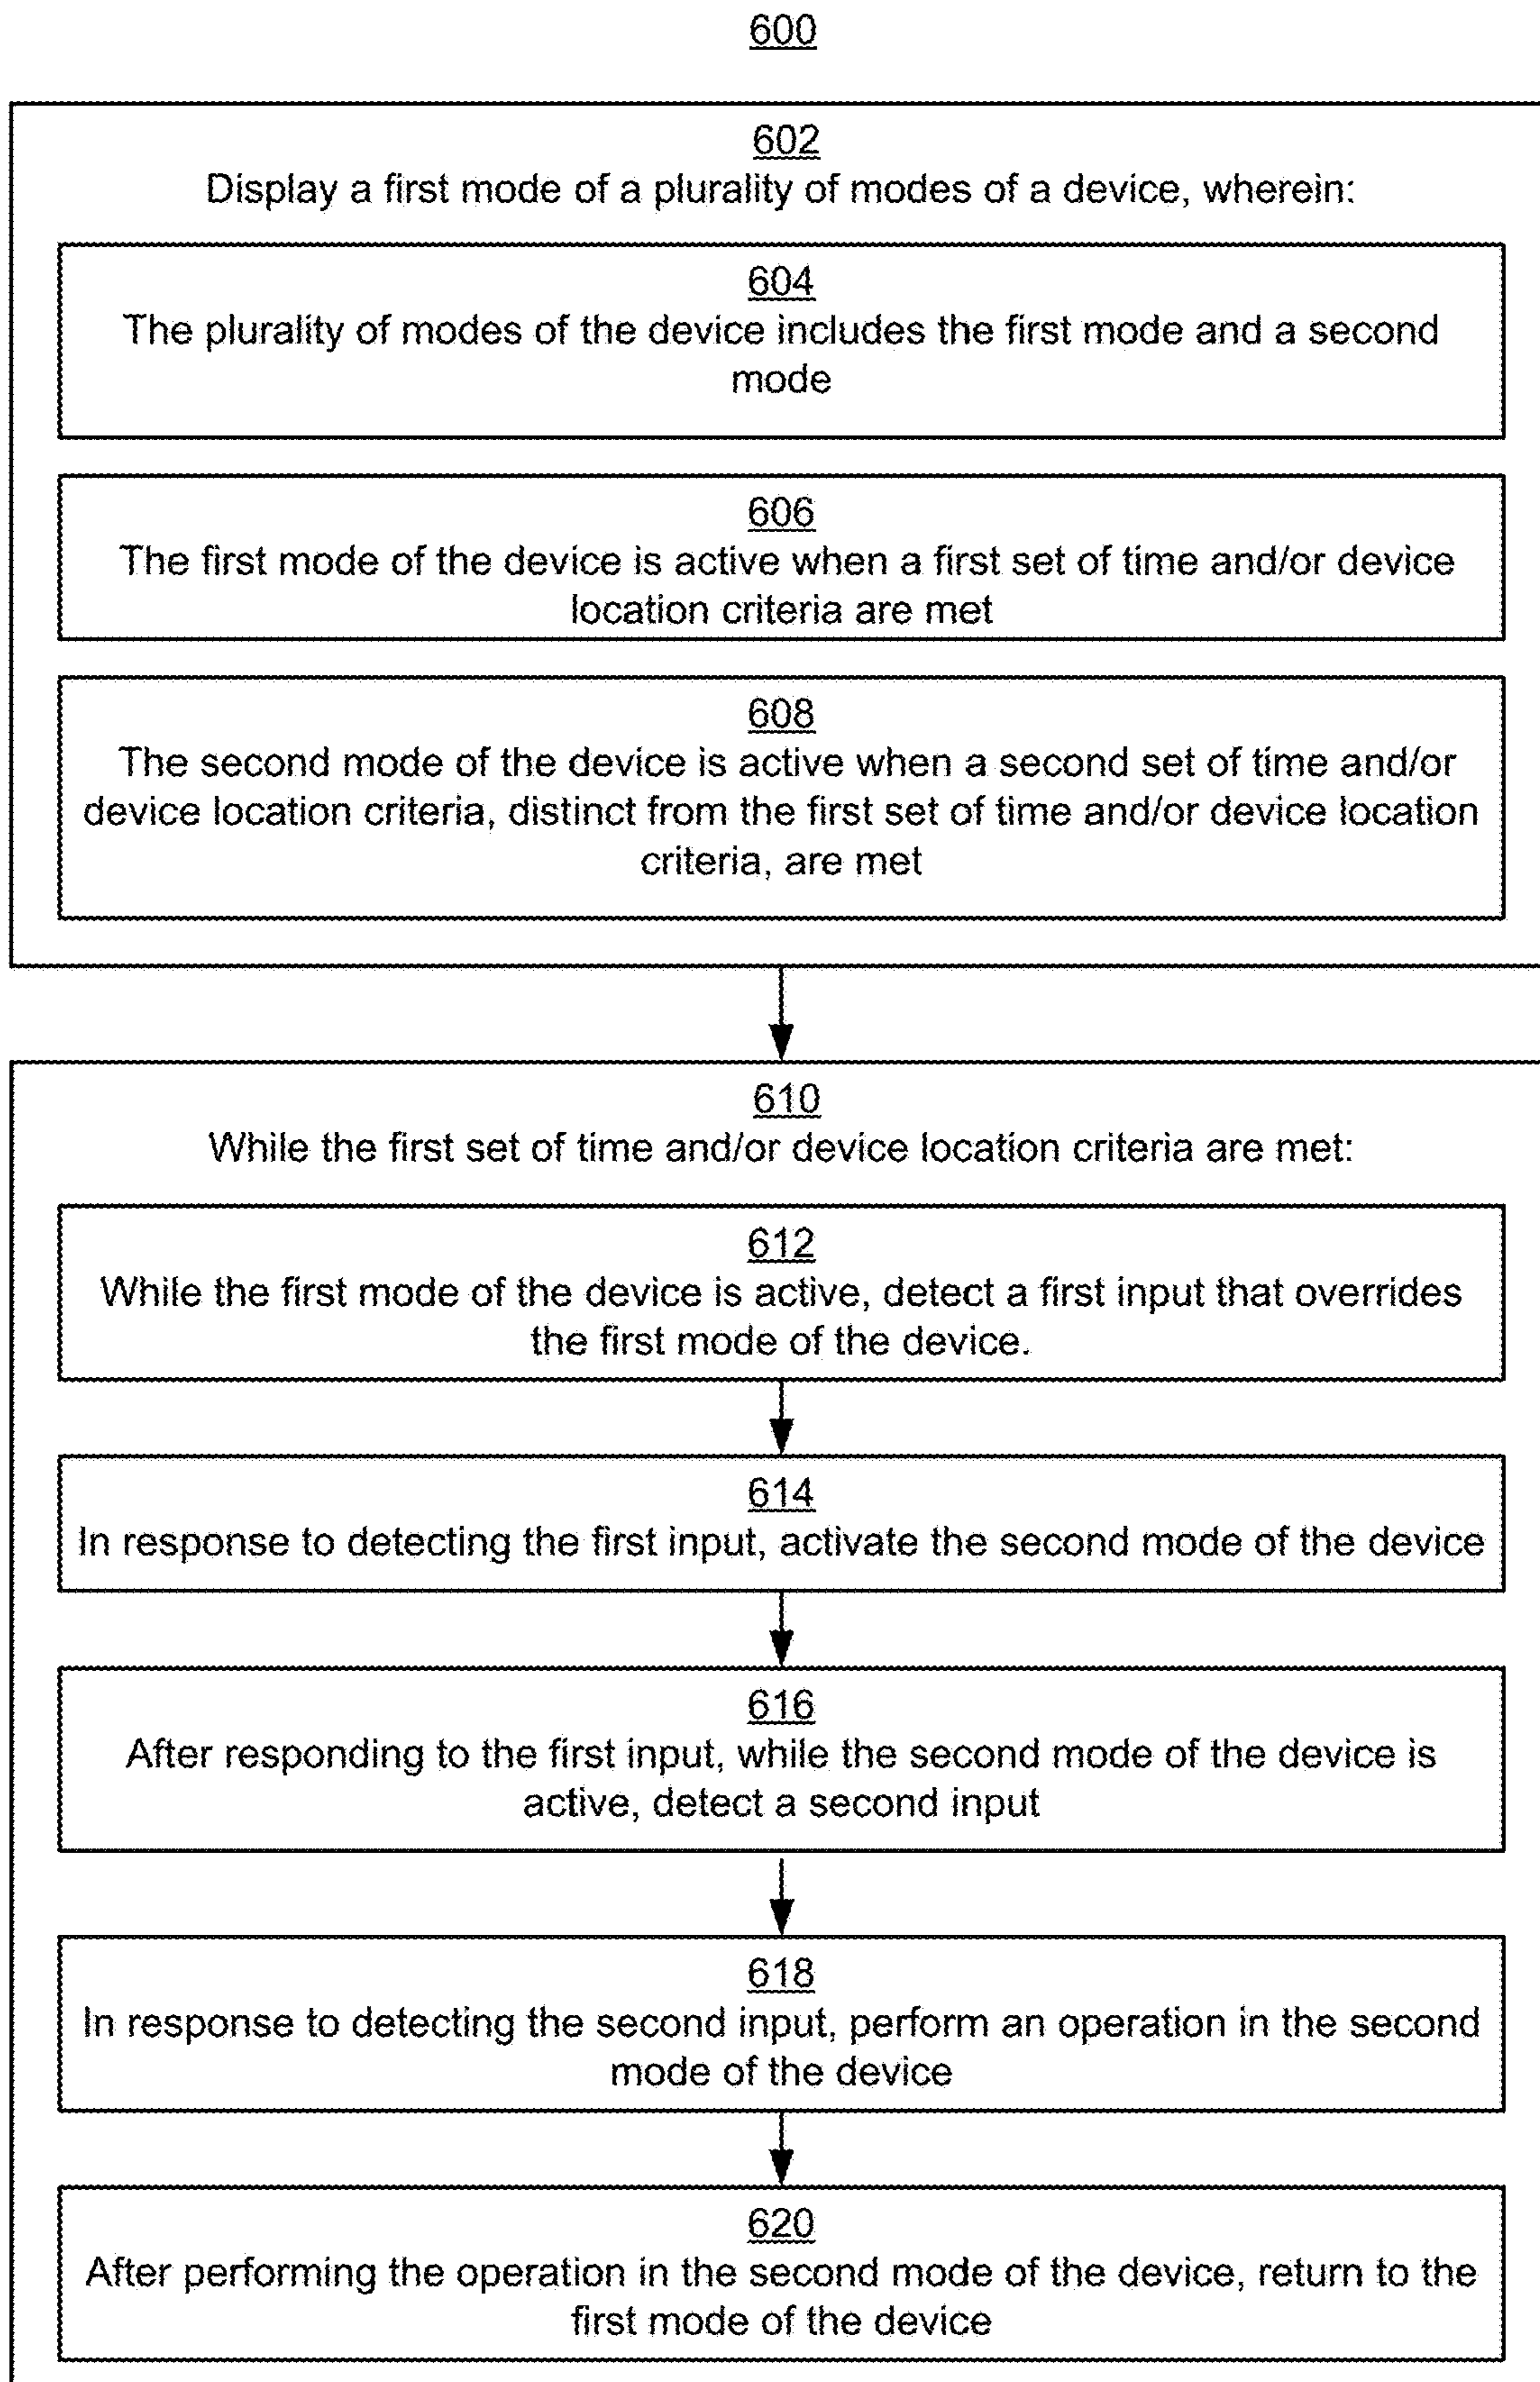 600
602
Display a first mode of a plurality of modes of a device, wherein:
604
The plurality of modes of the device includes the first mode and a second
mode
606
The first mode of the device is active when a first set of time and/or device
location criteria are met
608
The second mode of the device is active when a second set of time and/or
device location criteria, distinct from the first set of time and/or device location
criteria, are met
610
While the first set of time and/or device location criteria are met:
612
While the first mode of the device is active, detect a first input that overrides
the first mode of the device.
614
In response to detecting the first input, activate the second mode of the device
616
After responding to the first input, while the second mode of the device is
active, detect a second input
618
In response to detecting the second input, perform an operation in the second
mode of the device
620
After performing the operation in the second mode of the device, return to the
first mode of the device